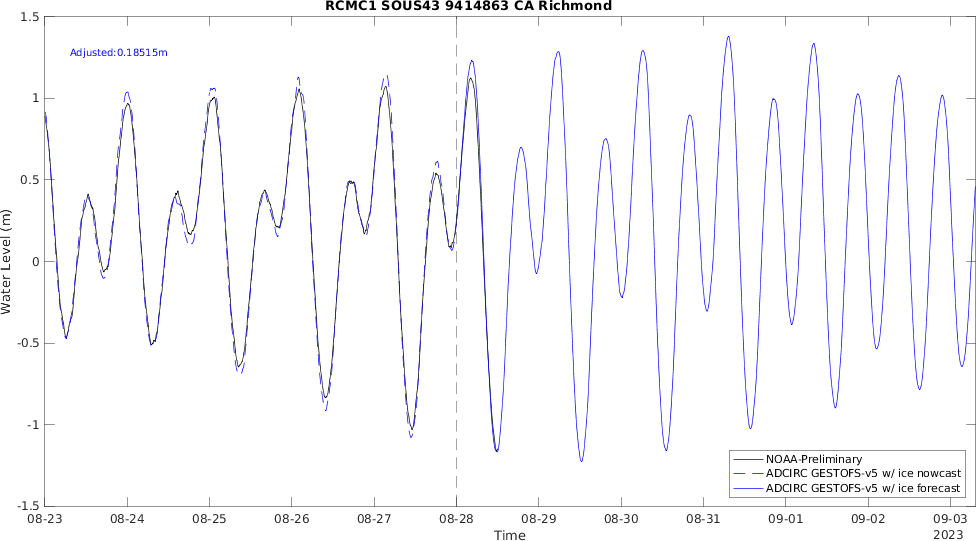 RCMC1 SOUS43 9414863 CA Richmond
Adjusted:0.18515m
Water Level (m)
1.5
1
0.5
0
-0.5
-1
-1.5
NOAA-Preliminary
ADCIRC GESTOFS-v5 w/ ice nowcast
ADCIRC GESTOFS-v5 w/ ice forecast
08-23 08-24 08-25 08-26 08-27 08-28 08-29 08-30 08-31 09-01 09-02 09-03
Time
2023